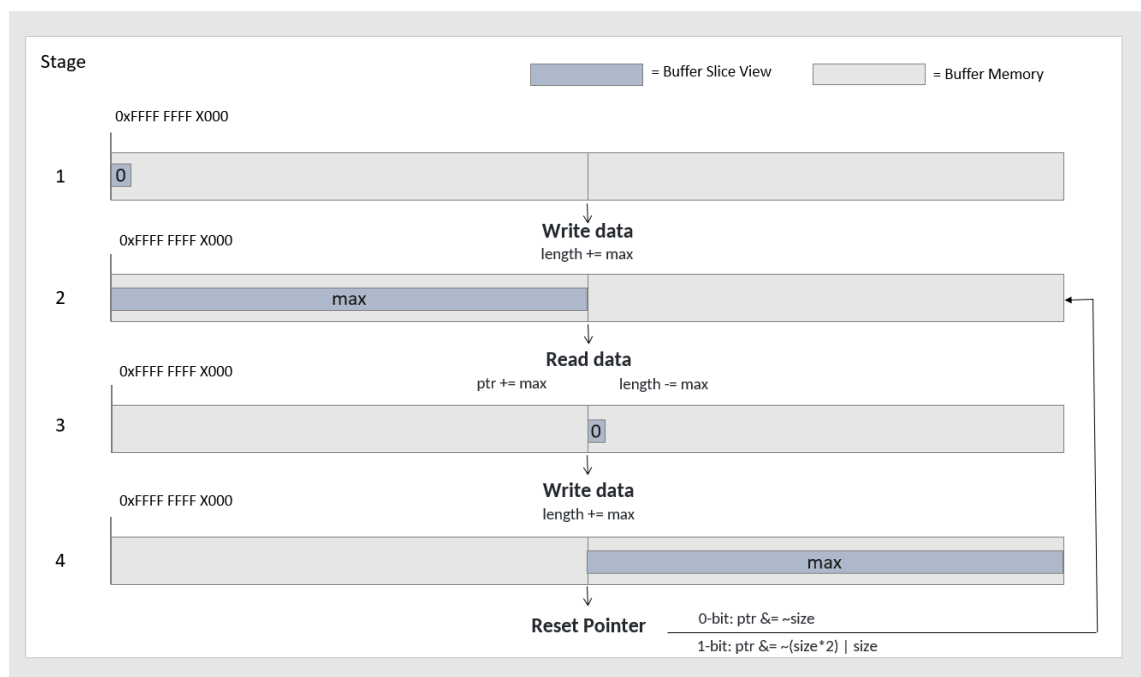 Stage
= Buffer Slice View
= Buffer Memory
0xFFFF FFFF X000
1
0
Write data
length += max
0xFFFF FFFF X000
2
max
Read data
ptr += max
length -= max
0xFFFF FFFF X000
3
0
Write data
length += max
0xFFFF FFFF X000
4
max
Reset Pointer
0-bit: ptr &= ~size
1-bit: ptr &= ~(size*2) | size